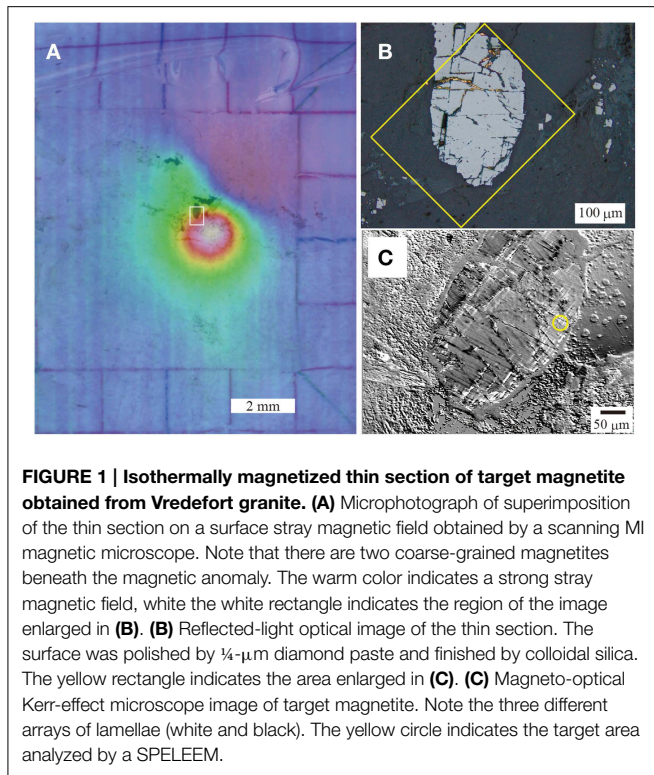 A
2 mm
B
100 μm
C
50 μm
FIGURE 1 | Isothermally magnetized thin section of target magnetite
obtained from Vredefort granite. (A) Microphotograph of superimposition
of the thin section on a surface stray magnetic field obtained by a scanning MI
magnetic microscope. Note that there are two coarse-grained magnetites
beneath the magnetic anomaly. The warm color indicates a strong stray
magnetic field, white the white rectangle indicates the region of the image
enlarged in (B). (B) Reflected-light optical image of the thin section. The
surface was polished by ¼-μm diamond paste and finished by colloidal silica.
The yellow rectangle indicates the area enlarged in (C). (C) Magneto-optical
Kerr-effect microscope image of target magnetite. Note the three different
arrays of lamellae (white and black). The yellow circle indicates the target area
analyzed by a SPELEEM.